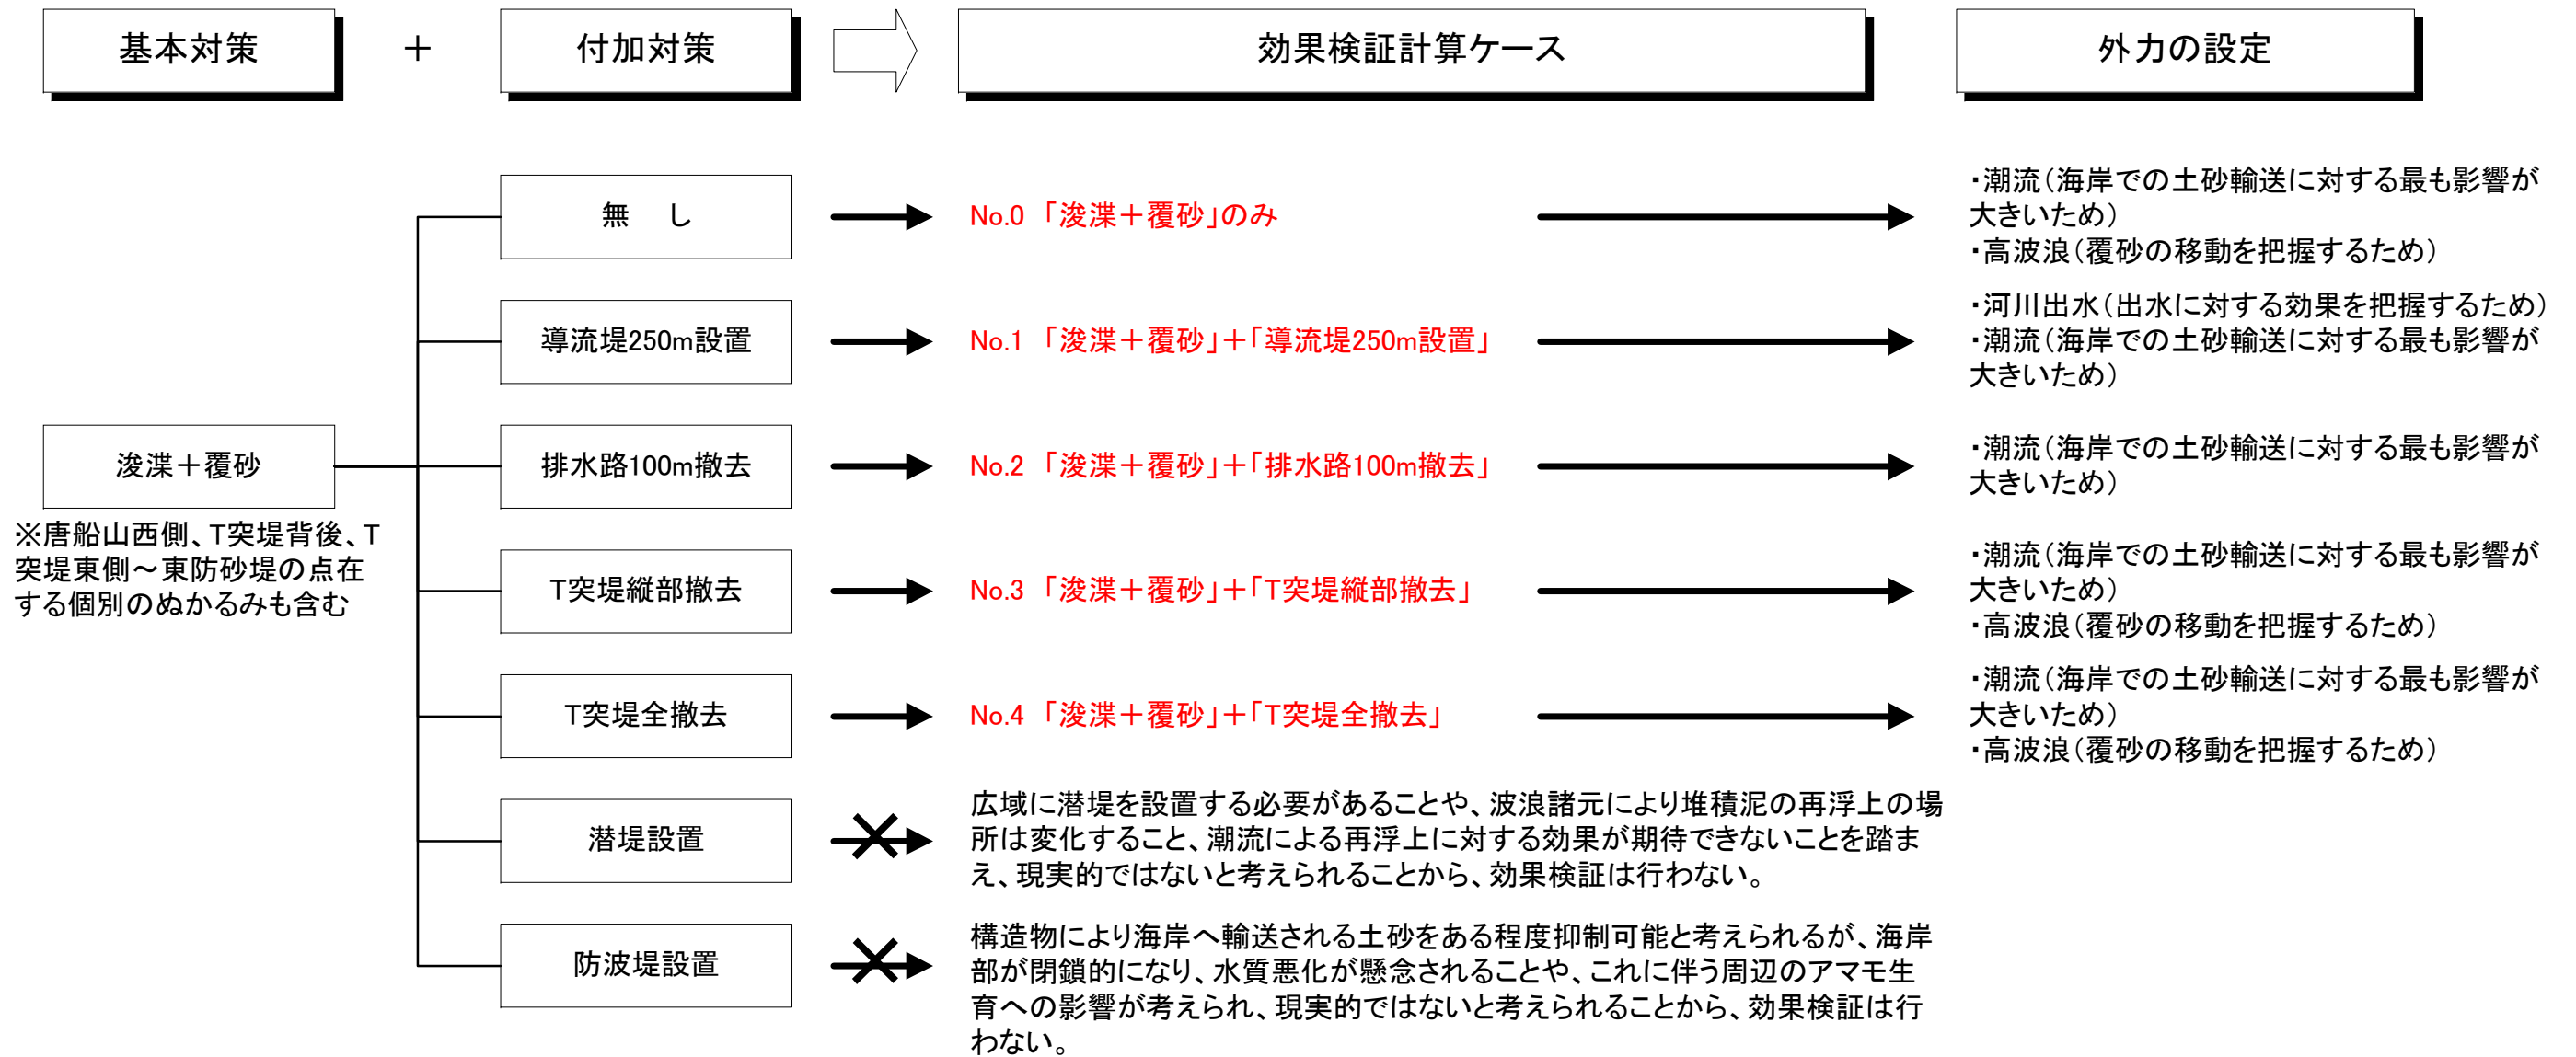 基本対策
＋
付加対策
効果検証計算ケース
外力の設定
無　し
No.0 「浚渫＋覆砂」のみ
・潮流（海岸での土砂輸送に対する最も影響が
大きいため）
・高波浪（覆砂の移動を把握するため）
導流堤250m設置
No.1 「浚渫＋覆砂」＋「導流堤250m設置」
・河川出水（出水に対する効果を把握するため）
・潮流（海岸での土砂輸送に対する最も影響が
大きいため）
浚渫＋覆砂
※唐船山西側、T突堤背後、T
突堤東側～東防砂堤の点在
する個別のぬかるみも含む
排水路100m撤去
No.2 「浚渫＋覆砂」＋「排水路100m撤去」
・潮流（海岸での土砂輸送に対する最も影響が
大きいため）
T突堤縦部撤去
No.3 「浚渫＋覆砂」＋「T突堤縦部撤去」
・潮流（海岸での土砂輸送に対する最も影響が
大きいため）
・高波浪（覆砂の移動を把握するため）
T突堤全撤去
No.4 「浚渫＋覆砂」＋「T突堤全撤去」
・潮流（海岸での土砂輸送に対する最も影響が
大きいため）
・高波浪（覆砂の移動を把握するため）
潜堤設置
広域に潜堤を設置する必要があることや、波浪諸元により堆積泥の再浮上の場
所は変化すること、潮流による再浮上に対する効果が期待できないことを踏ま
え、現実的ではないと考えられることから、効果検証は行わない。
防波堤設置
構造物により海岸へ輸送される土砂をある程度抑制可能と考えられるが、海岸
部が閉鎖的になり、水質悪化が懸念されることや、これに伴う周辺のアマモ生
育への影響が考えられ、現実的ではないと考えられることから、効果検証は行
わない。